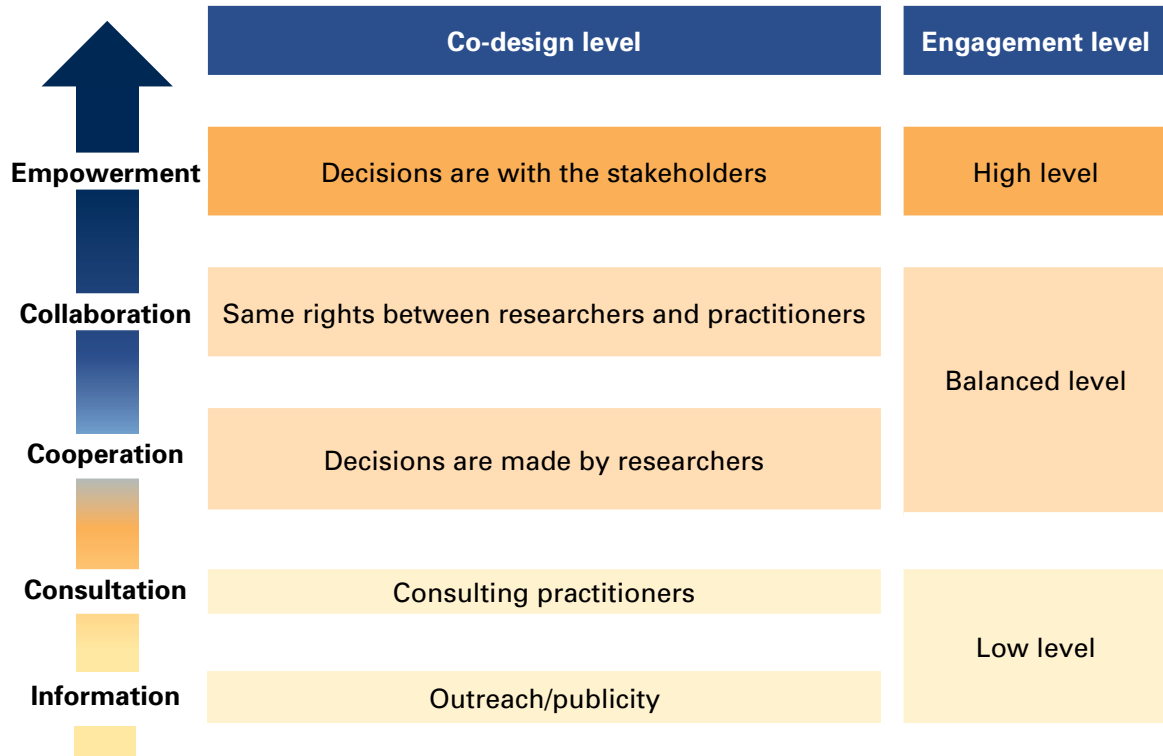 Co-design level
Engagement level
Empowerment
Decisions are with the stakeholders
High level
Collaboration
Same rights between researchers and practitioners
Balanced level
Cooperation
Decisions are made by researchers
Consultation
Consulting practitioners
Low level
Information
Outreach/publicity